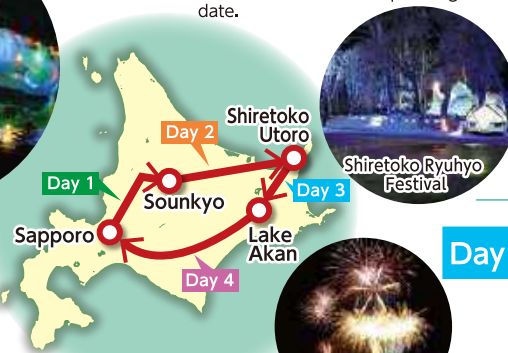 date.
Shiretoko
Utoro
Day 2
Shiretoko Ryuhyo
Festival
Day 1
Day 3
Sounkyo
Sapporo
Lake
Akan
Day
Day 4